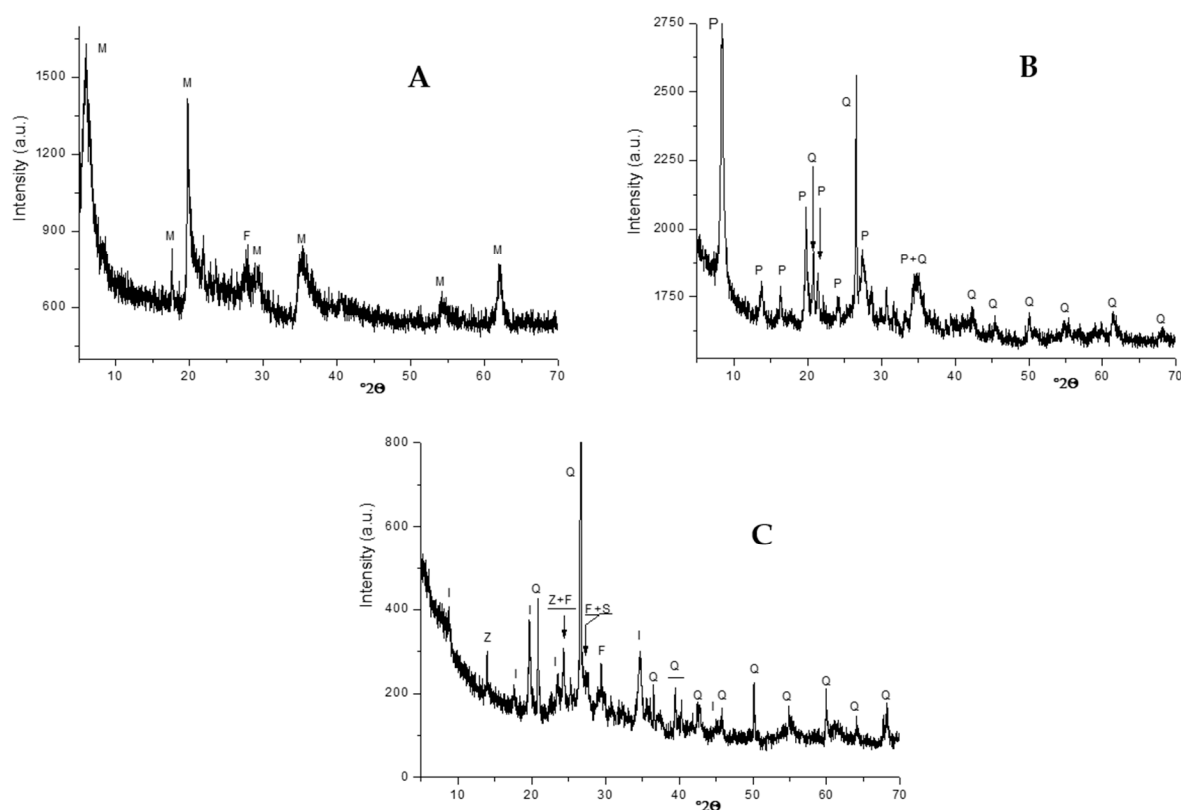 A
Intensity (a.u.)
1500
1200
900
600
M
M
M
F
M
M
M
M
10 20 30 40 50 60 70
°2Θ
B
Intensity (a.u.)
2750
2500
2250
2000
1750
P
P
P
P
Q
P
P
Q
P
P+Q
Q
Q
Q
Q
Q
Q
10 20 30 40 50 60 70
°2Θ
C
Intensity (a.u.)
800
600
400
200
0
I
Z
I
I
Q
I
Z+F
Q
F+S
F
I
Q
Q
Q
I
Q
Q
Q
Q
Q
Q
10 20 30 40 50 60 70
°2Θ